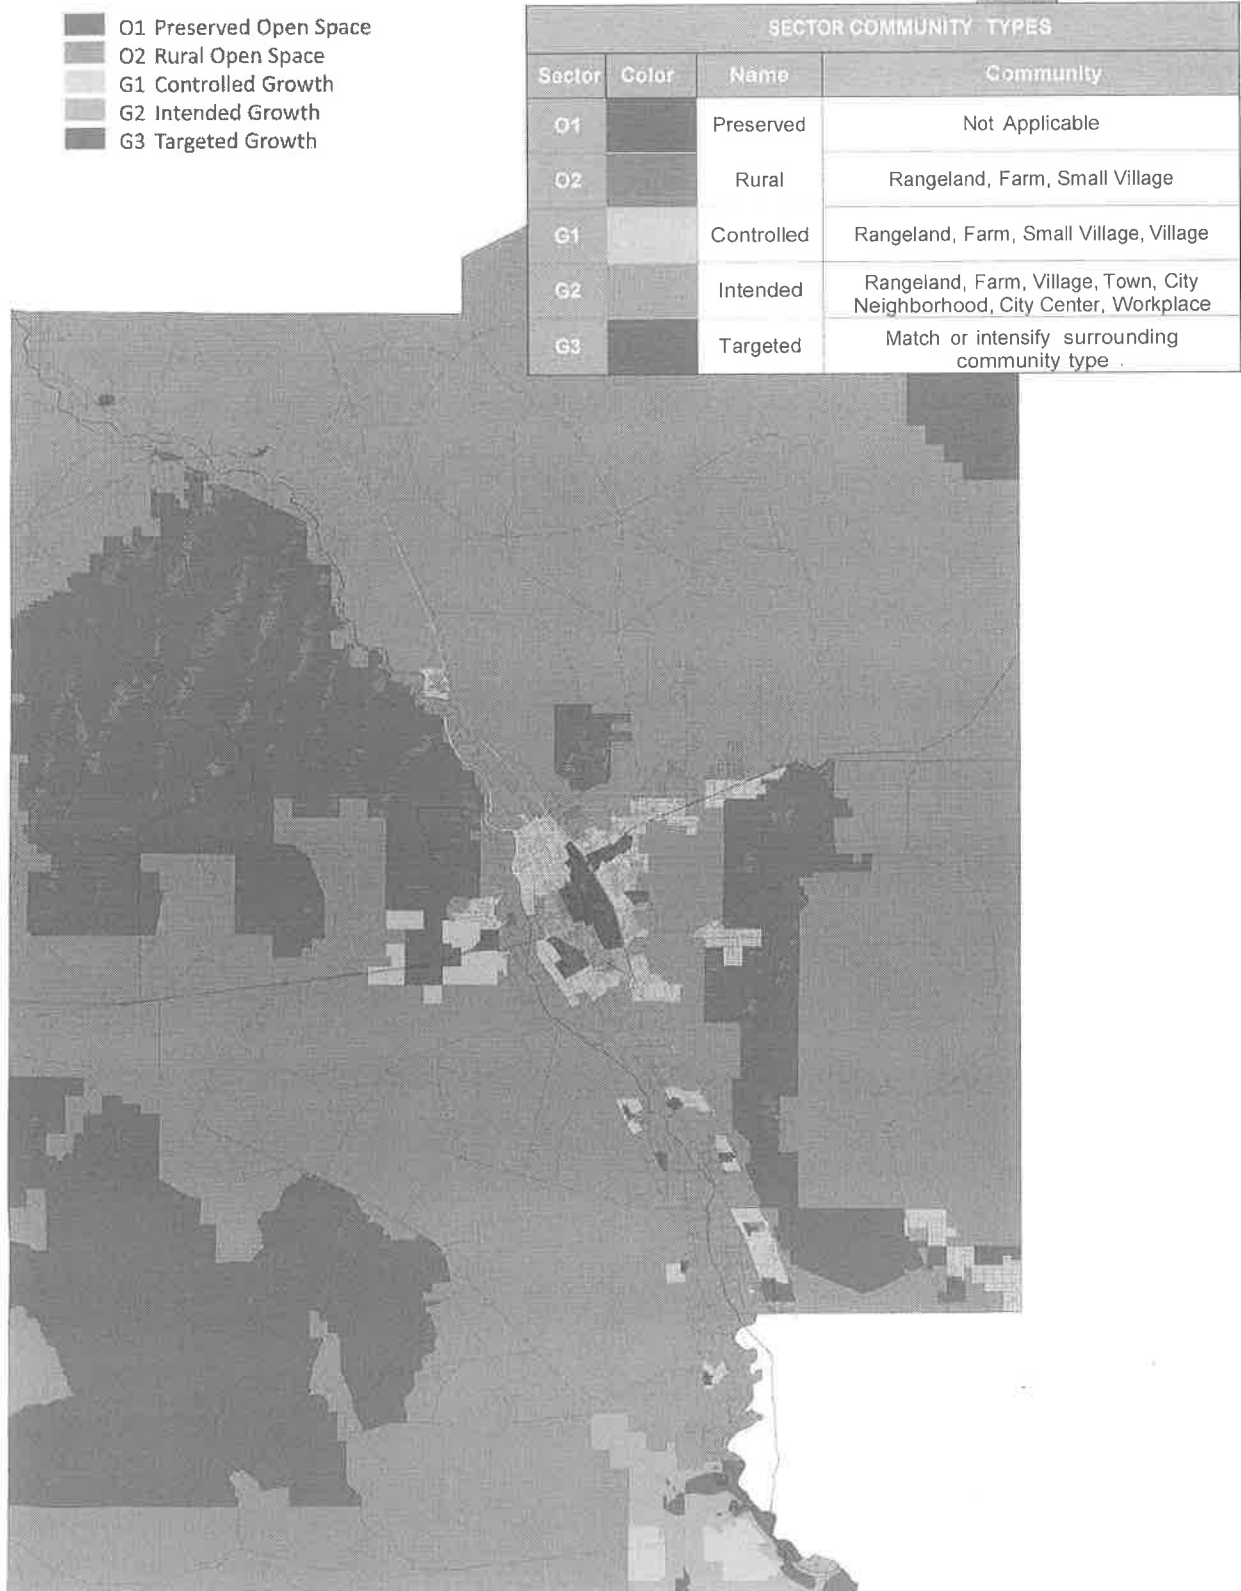 O1 Preserved Open Space
O2 Rural Open Space
G1 Controlled Growth
G2 Intended Growth
G3 Targeted Growth
SECTOR COMMUNITY TYPES
Sector Color Name Community
O1 Preserved Not Applicable
O2 Rural Rangeland, Farm, Small Village
G1 Controlled Rangeland, Farm, Small Village, Village
G2 Intended Rangeland, Farm, Village, Town, City
Neighborhood, City Center, Workplace
G3 Targeted Match or intensify surrounding
community type